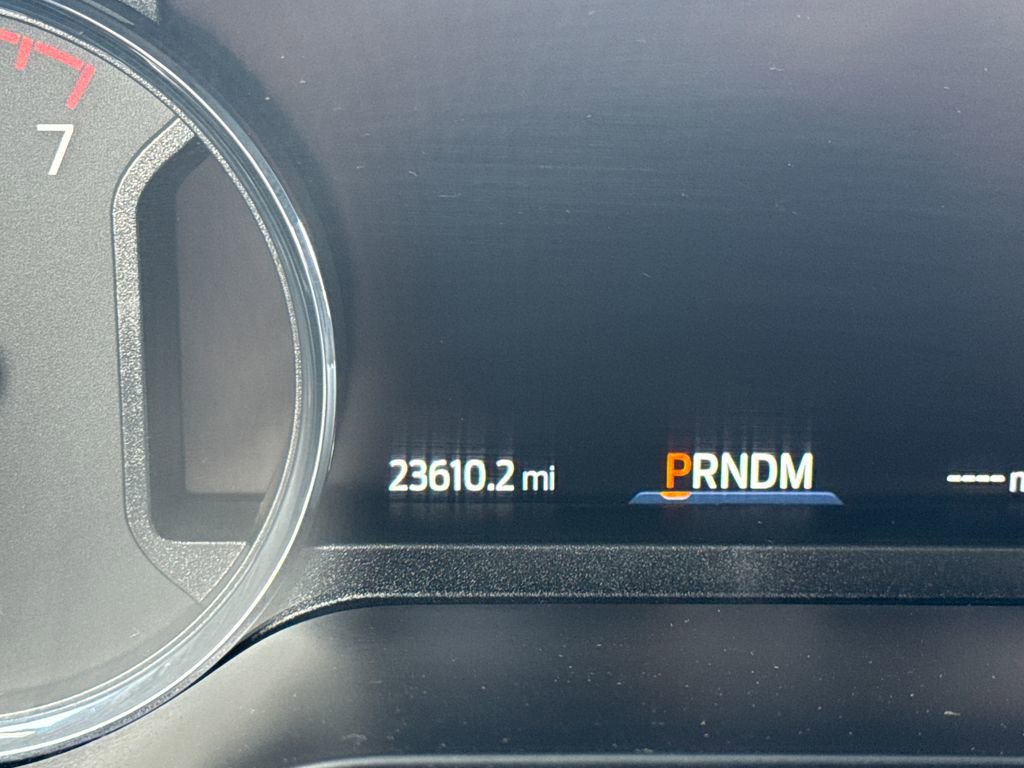 7
23610.2 mi
PRNDM
----